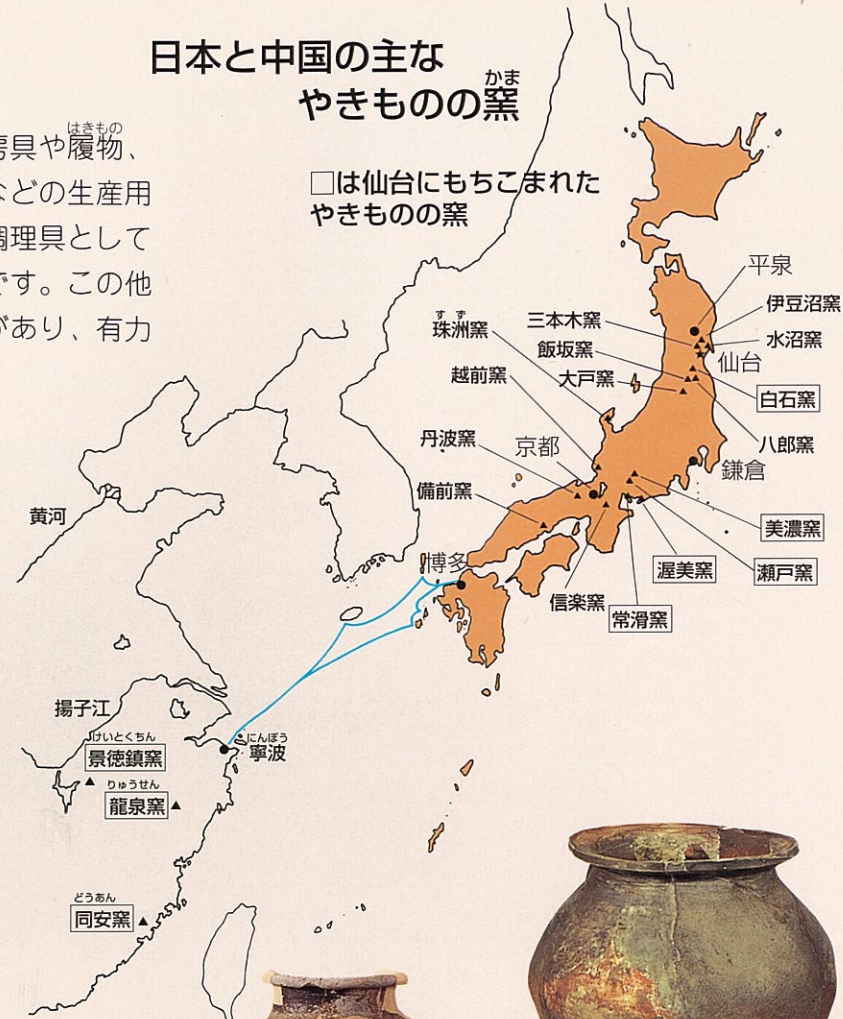 日本と中国の主な
やきものの窯
かま
□は仙台にもちこまれた
やきものの窯
房具や履物、
はきもの
などの生産用
調理具として
です。この他
があり、有力
平泉
伊豆沼窯
三本木窯
水沼窯
珠洲窯
すず
飯坂窯
仙台
越前窯
大戸窯
白石窯
丹波窯
京都
八郎窯
鎌倉
備前窯
美濃窯
黄河
博多
渥美窯
瀬戸窯
信楽窯
常滑窯
揚子江
けいとくちん
景徳鎮窯
にんぽう
寧波
りゅうせん
龍泉窯
どうあん
同安窯